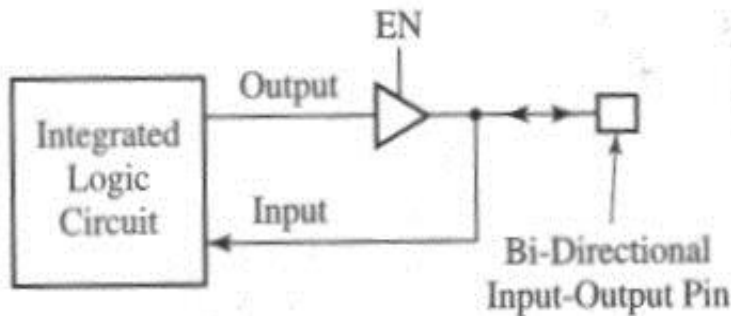 EN
Output
Integrated
Logic
Circuit
Input
Bi-Directional
Input-Output Pin